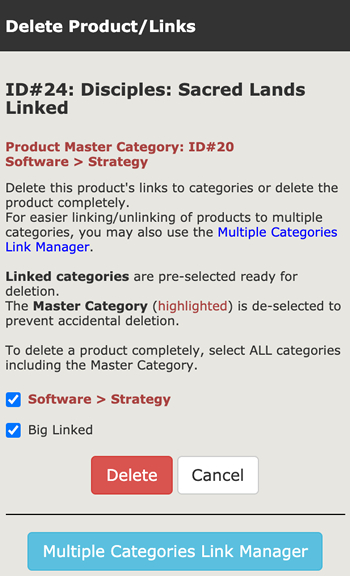 Delete Product/Links
ID#24: Disciples: Sacred Lands
Linked
Product Master Category: ID#20
Software > Strategy
Delete this product's links to categories or delete the
product completely.
For easier linking/unlinking of products to multiple
categories, you may also use the Multiple Categories
Link Manager.
Linked categories are pre-selected ready for
deletion.
The Master Category (highlighted) is de-selected to
prevent accidental deletion.
To delete a product completely, select ALL categories
including the Master Category.
Software > Strategy
Big Linked
Delete Cancel
Multiple Categories Link Manager